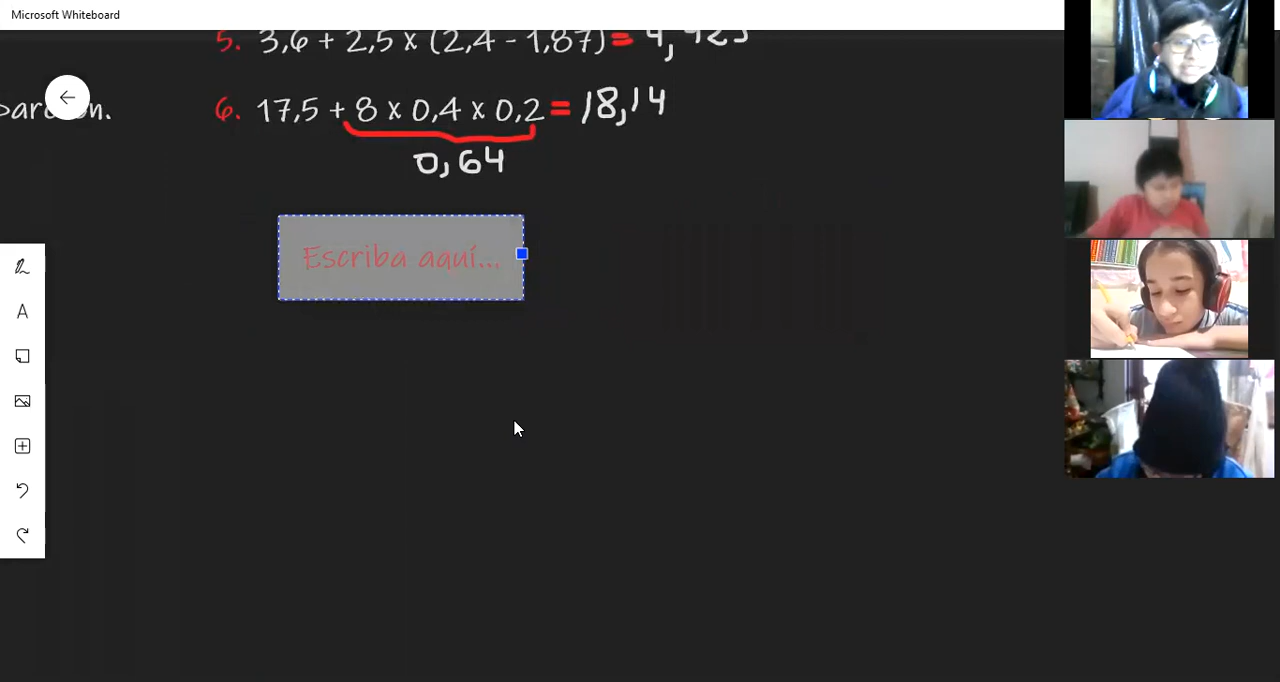 Microsoft Whiteboard
5. 3,6 + 2,5 x (2,4 - 1,87) = 4,925
6. 17,5 + 8 x 0,4 x 0,2 = 18,14
0,64
Escriba aquí...